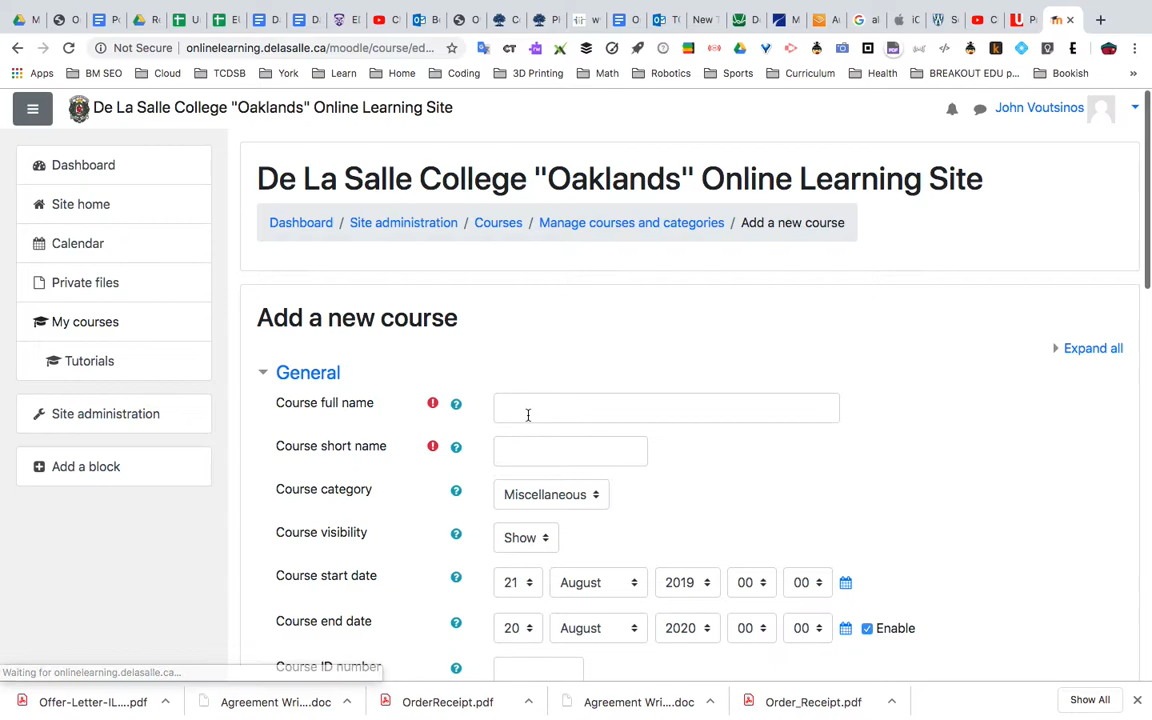 Not Secure | onlinelearning.delasalle.ca/moodle/course/ed...
Apps BM SEO Cloud TCDSB York Learn Home Coding 3D Printing Math Robotics Sports Curriculum Health BREAKOUT EDU p... Bookish »
De La Salle College "Oaklands" Online Learning Site
John Voutsinos
Dashboard
Site home
Calendar
Private files
My courses
Tutorials
Site administration
Add a block
De La Salle College "Oaklands" Online Learning Site
Dashboard / Site administration / Courses / Manage courses and categories / Add a new course
Add a new course
Expand all
General
Course full name
Course short name
Course category Miscellaneous
Course visibility Show
Course start date 21 August 2019 00 00
Course end date 20 August 2020 00 00 Enable
Course ID number
Waiting for onlinelearning.delasalle.ca...
Offer-Letter-IL....pdf Agreement Wri....doc OrderReceipt.pdf Agreement Wri....doc Order_Receipt.pdf Show All